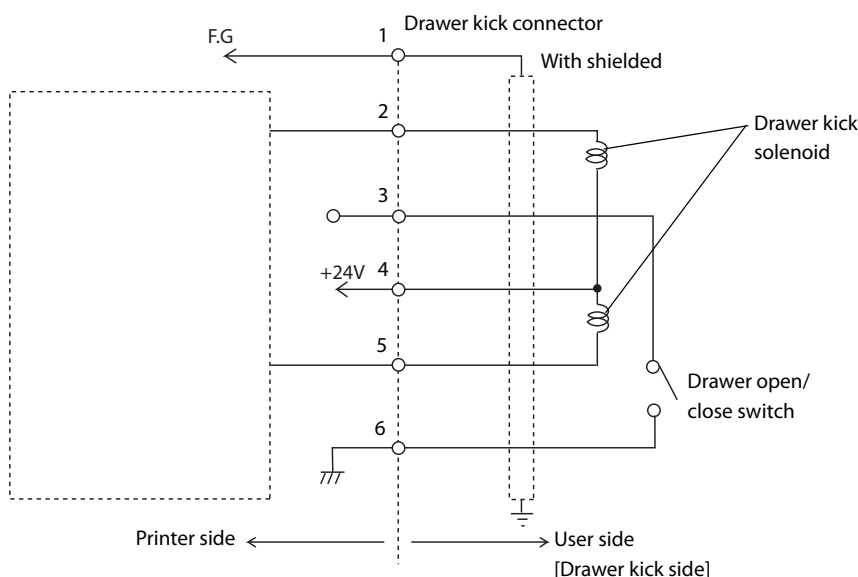 Drawer kick connector
F.G
1
With shielded
2
Drawer kick
solenoid
3
+24V
4
5
Drawer open/
close switch
6
Printer side
User side
[Drawer kick side]